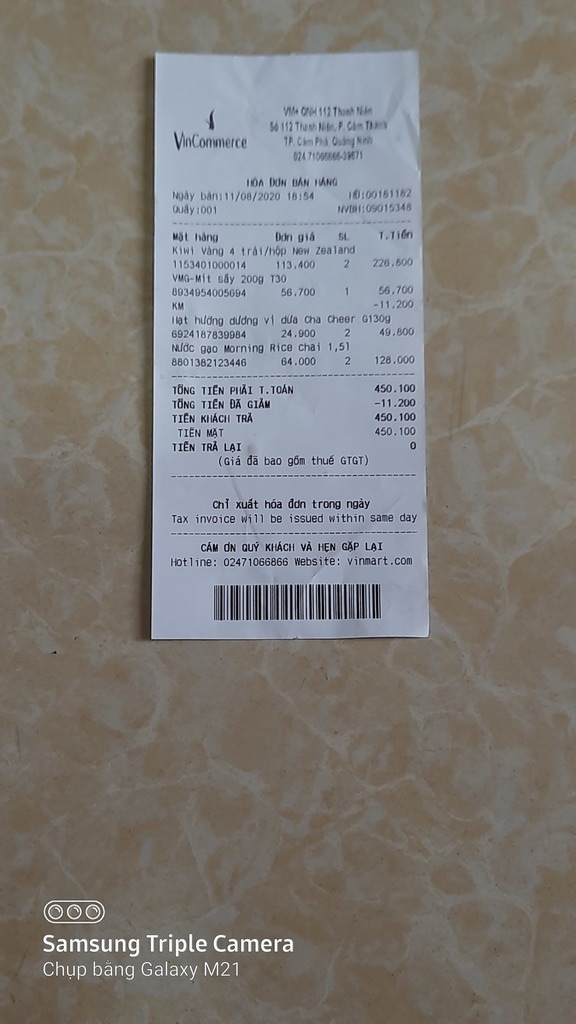 VinCommerce
VM+ QNH 112 Thanh Niên
Số 112 Thanh Niên, P. Cẩm Thành
TP. Cẩm Phả, Quảng Ninh
024.71066866-39871
HÓA ĐƠN BÁN HÀNG
Ngày bán:11/08/2020 18:54 HĐ:00161182
Quầy:001 NVBH:09015348
Mặt hàng Đơn giá SL T.Tiền
Kiwi Vàng 4 trái/hộp New Zealand
1153401000014 113.400 2 226.800
VMG-Mít sấy 200g T30
8934954005694 56.700 1 56.700
KM -11.200
Hạt hướng dương vị dừa Cha Cheer G130g
6924187839984 24.900 2 49.800
Nước gạo Morning Rice chai 1,5l
8801382123446 64.000 2 128.000
TỔNG TIỀN PHẢI T.TOÁN 450.100
TỔNG TIỀN ĐÃ GIẢM -11.200
TIỀN KHÁCH TRẢ 450.100
TIỀN MẶT 450.100
TIỀN TRẢ LẠI 0
(Giá đã bao gồm thuế GTGT)
Chỉ xuất hóa đơn trong ngày
Tax invoice will be issued within same day
CẢM ƠN QUÝ KHÁCH VÀ HẸN GẶP LẠI
Hotline: 02471066866 Website: vinmart.com
Samsung Triple Camera
Chụp bằng Galaxy M21